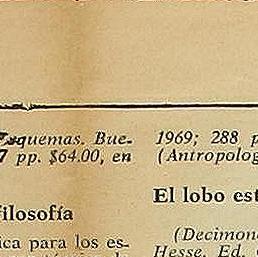 Esquemas. Bue-
7 pp. $64.00, en
filosofía
ica para los es-
1969; 288 p
(Antropolog
El lobo est
(Decimono
Hesse. Ed.